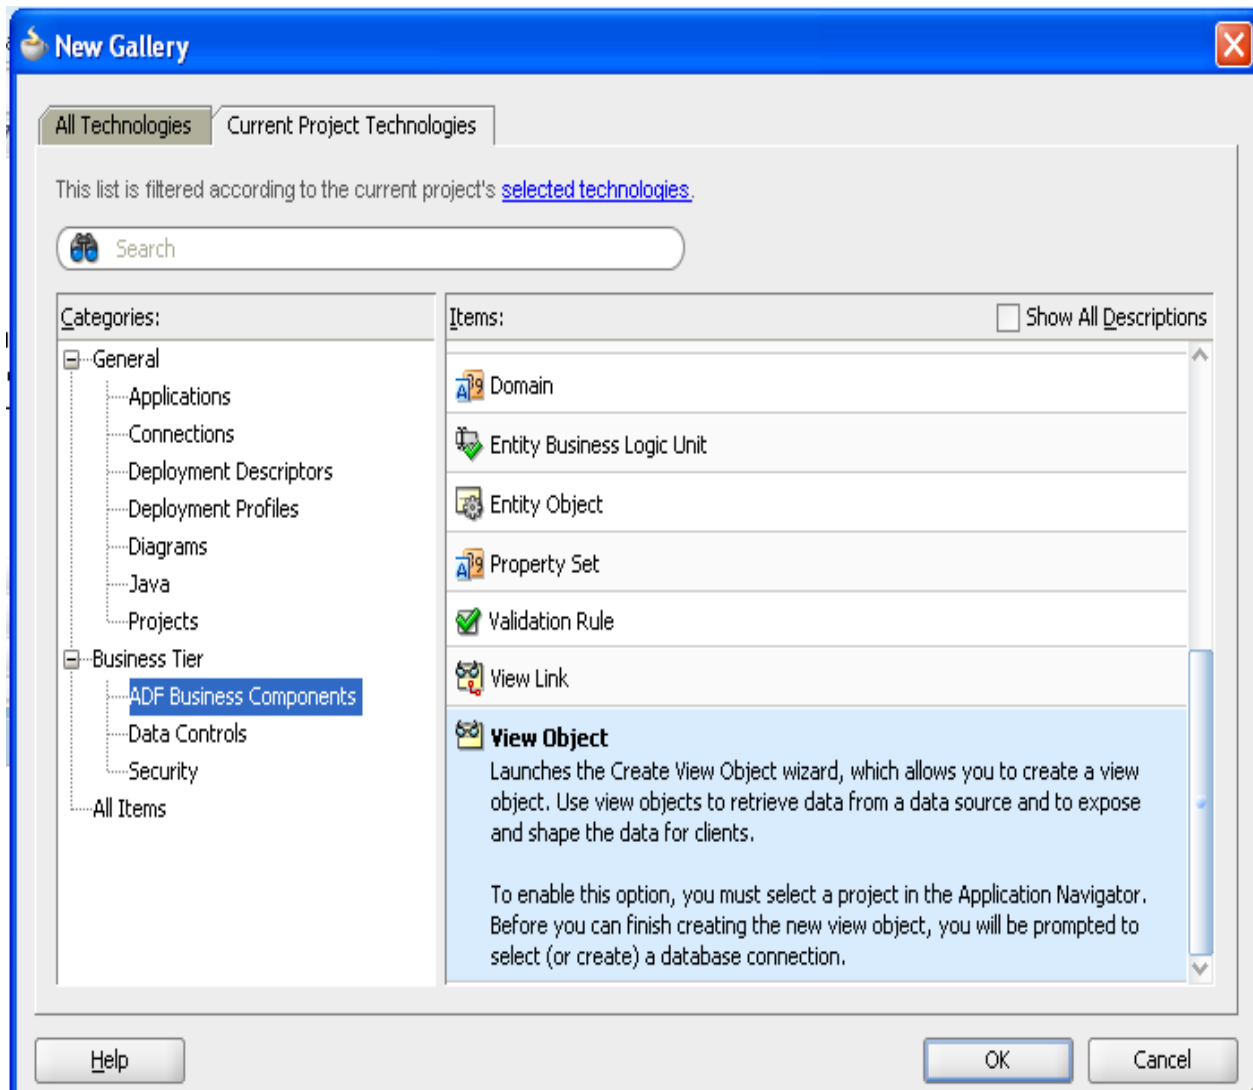 New Gallery
All Technologies
Current Project Technologies
This list is filtered according to the current project's selected technologies.
Search
Categories:
General
Applications
Connections
Deployment Descriptors
Deployment Profiles
Diagrams
Java
Projects
Business Tier
ADF Business Components
Data Controls
Security
All Items
Items:
Show All Descriptions
Domain
Entity Business Logic Unit
Entity Object
Property Set
Validation Rule
View Link
View Object
Launches the Create View Object wizard, which allows you to create a view
object. Use view objects to retrieve data from a data source and to expose
and shape the data for clients.
To enable this option, you must select a project in the Application Navigator.
Before you can finish creating the new view object, you will be prompted to
select (or create) a database connection.
Help
OK
Cancel